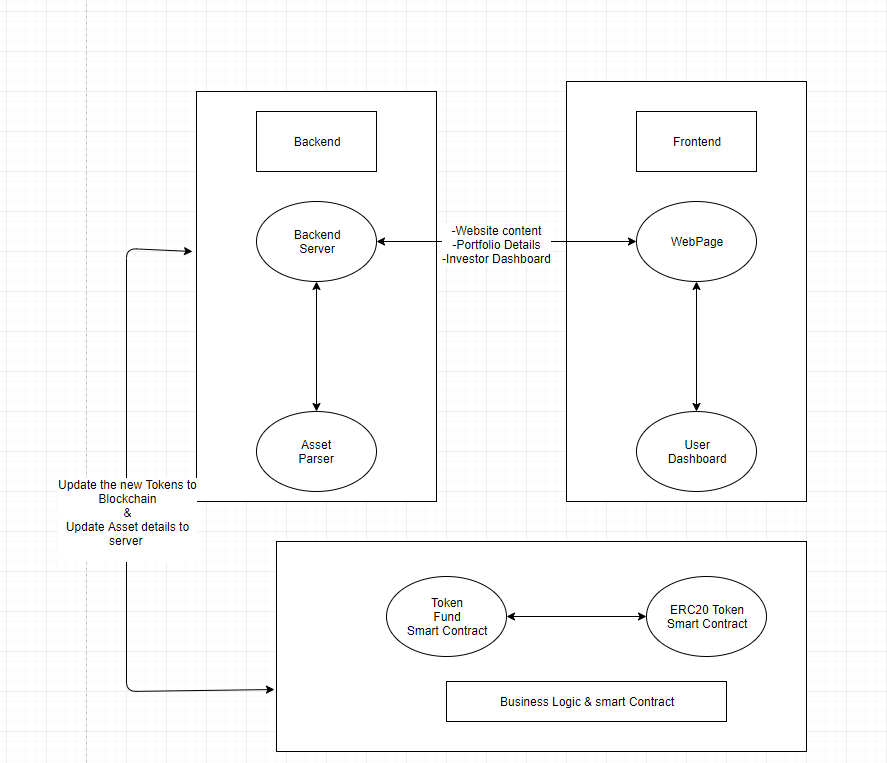 Backend
Frontend
Backend
Server
-Website content
-Portfolio Details
-Investor Dashboard
WebPage
Asset
Parser
User
Dashboard
Update the new Tokens to
Blockchain
&
Update Asset details to
server
Token
Fund
Smart Contract
ERC20 Token
Smart Contract
Business Logic & smart Contract